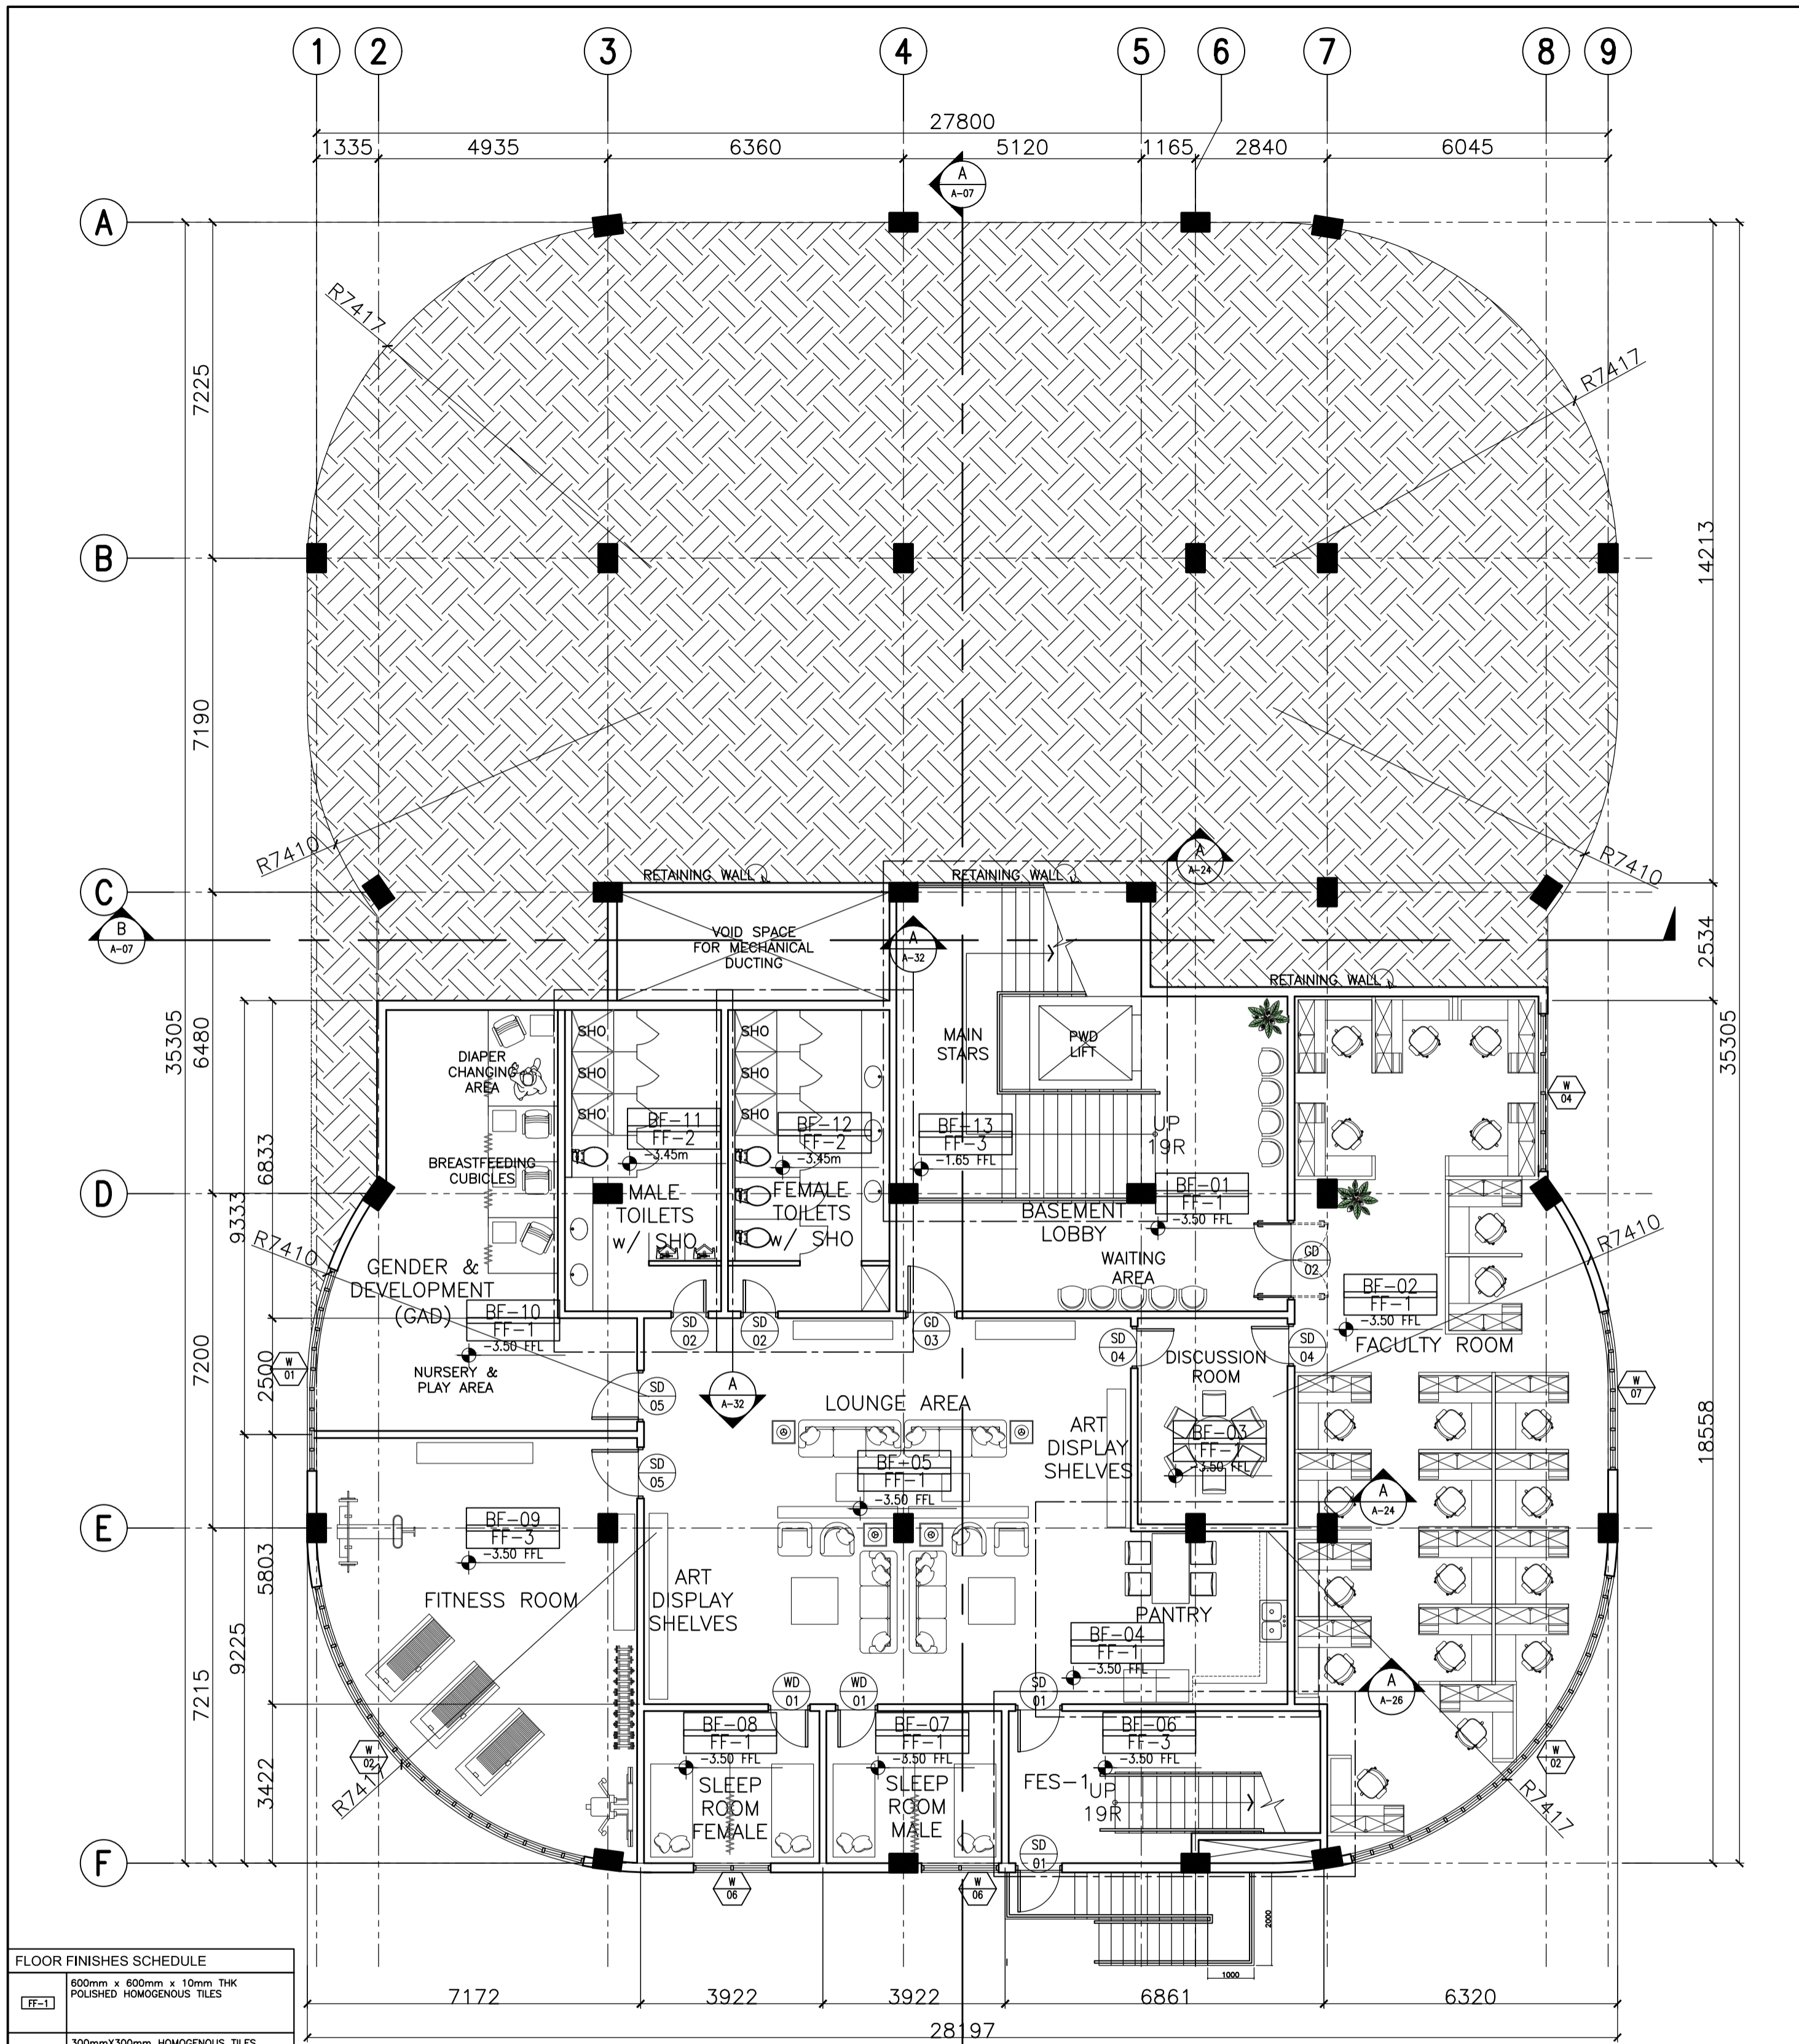 1 2 3 4 5 6 7 8 9
27800
1335 4935 6360 5120 1165 2840 6045
A
A-07
A
R7417
R7417
7225
14213
B
7190
R7410
R7410
RETAINING WALL
RETAINING WALL
A
A-24
C
B
A-07
VOID SPACE
FOR MECHANICAL
DUCTING
A
A-32
2534
RETAINING WALL
35305
6480
35305
9333
6833
DIAPER
CHANGING
AREA
SHO
SHO
SHO
SHO
SHO
SHO
MAIN
STARS
PWD
LIFT
W
04
BF-11
FF-2
-3.45m
BF-12
FF-2
-3.45m
BF-13
FF-3
-1.65 FFL
UP
19R
BREASTFEEDING
CUBICLES
D
MALE
TOILETS
w/ SHO
FEMALE
TOILETS
w/ SHO
BF-01
FF-1
-3.50 FFL
BASEMENT
LOBBY
WAITING
AREA
GD
02
R7410
R7410
GENDER &
DEVELOPMENT
(GAD)
BF-10
FF-1
-3.50 FFL
BF-02
FF-1
-3.50 FFL
FACULTY ROOM
SD
02
SD
02
GD
03
SD
04
SD
04
7200
2500
W
01
NURSERY &
PLAY AREA
SD
05
A
A-32
DISCUSSION
ROOM
W
07
LOUNGE AREA
ART
DISPLAY
SHELVES
BF-03
FF-1
-3.50 FFL
18558
SD
05
BF-05
FF-1
-3.50 FFL
A
A-24
E
BF-09
FF-3
-3.50 FFL
5803
FITNESS ROOM
ART
DISPLAY
SHELVES
PANTRY
BF-04
FF-1
-3.50 FFL
9225
7215
WD
01
WD
01
SD
01
A
A-26
BF-08
FF-1
-3.50 FFL
BF-07
FF-1
-3.50 FFL
BF-06
FF-3
-3.50 FFL
W
02
W
02
R7417
R7417
3422
SLEEP
ROOM
FEMALE
SLEEP
ROOM
MALE
FES-1
UP
19R
SD
01
F
W
06
W
06
2000
1000
FLOOR FINISHES SCHEDULE
FF-1
600mm x 600mm x 10mm THK
POLISHED HOMOGENOUS TILES
300mmX300mm HOMOGENOUS TILES
7172 3922 3922 6861 6320
28197